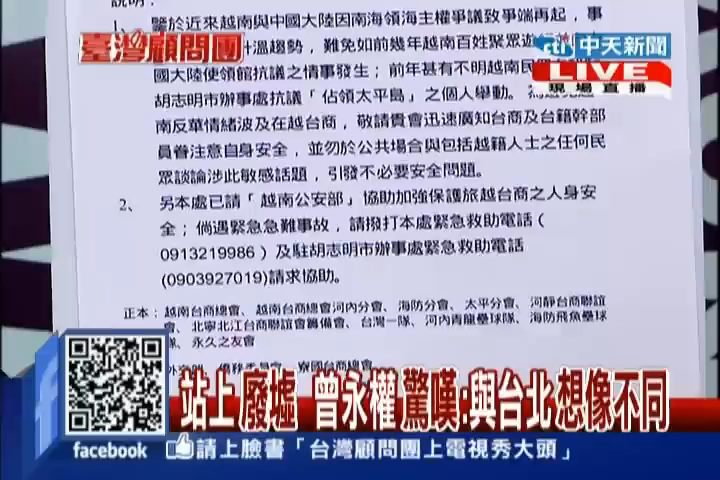 說明：
1、鑒於近來越南與中國大陸因南海領海主權爭議致爭端再起，事
升溫趨勢，難免如前幾年越南百姓聚眾遊
國大陸使領館抗議之情事發生；前年甚有不明越南民
胡志明市辦事處抗議「佔領太平島」之個人舉動。為
南反華情緒波及在越台商，敬請貴會迅速廣知台商及台籍幹部
員眷注意自身安全，並勿於公共場合與包括越籍人士之任何民
眾談論涉此敏感話題，引發不必要安全問題。
2、另本處已請「越南公安部」協助加強保護旅越台商之人身安
全；倘遇緊急急難事故，請撥打本處緊急救助電話（
0913219986）及駐胡志明市辦事處緊急救助電話
(0903927019)請求協助。
正本：越南台商總會、越南台商總會河內分會、海防分會、太平分會、河靜台商聯誼
會、北寧北江台商聯誼會籌備會、台灣一隊、河內青龍壘球隊、海防飛魚壘球
隊、永久之友會
臺灣顧問團
cti 中天新聞
LIVE
現場直播
站上廢墟 曾永權驚嘆:與台北想像不同
facebook 請上臉書「台灣顧問團上電視秀大頭」